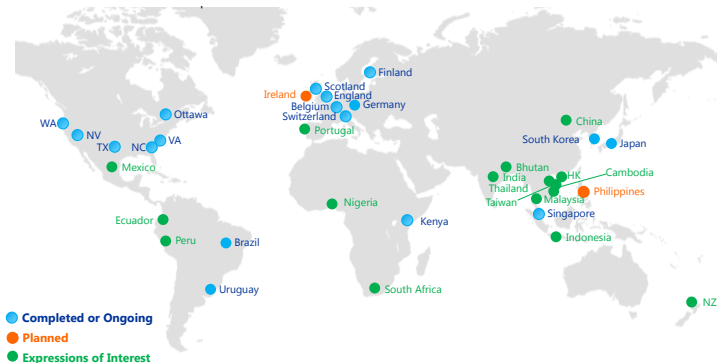 Finland
Scotland
Ireland
England
Belgium
Germany
Switzerland
Portugal
Ottawa
WA
NV
VA
TX
NC
Mexico
China
South Korea
Japan
Bhutan
India
HK
Cambodia
Thailand
Taiwan
Malaysia
Philippines
Singapore
Indonesia
Nigeria
Kenya
Ecuador
Peru
Brazil
Uruguay
South Africa
NZ
Completed or Ongoing
Planned
Expressions of Interest